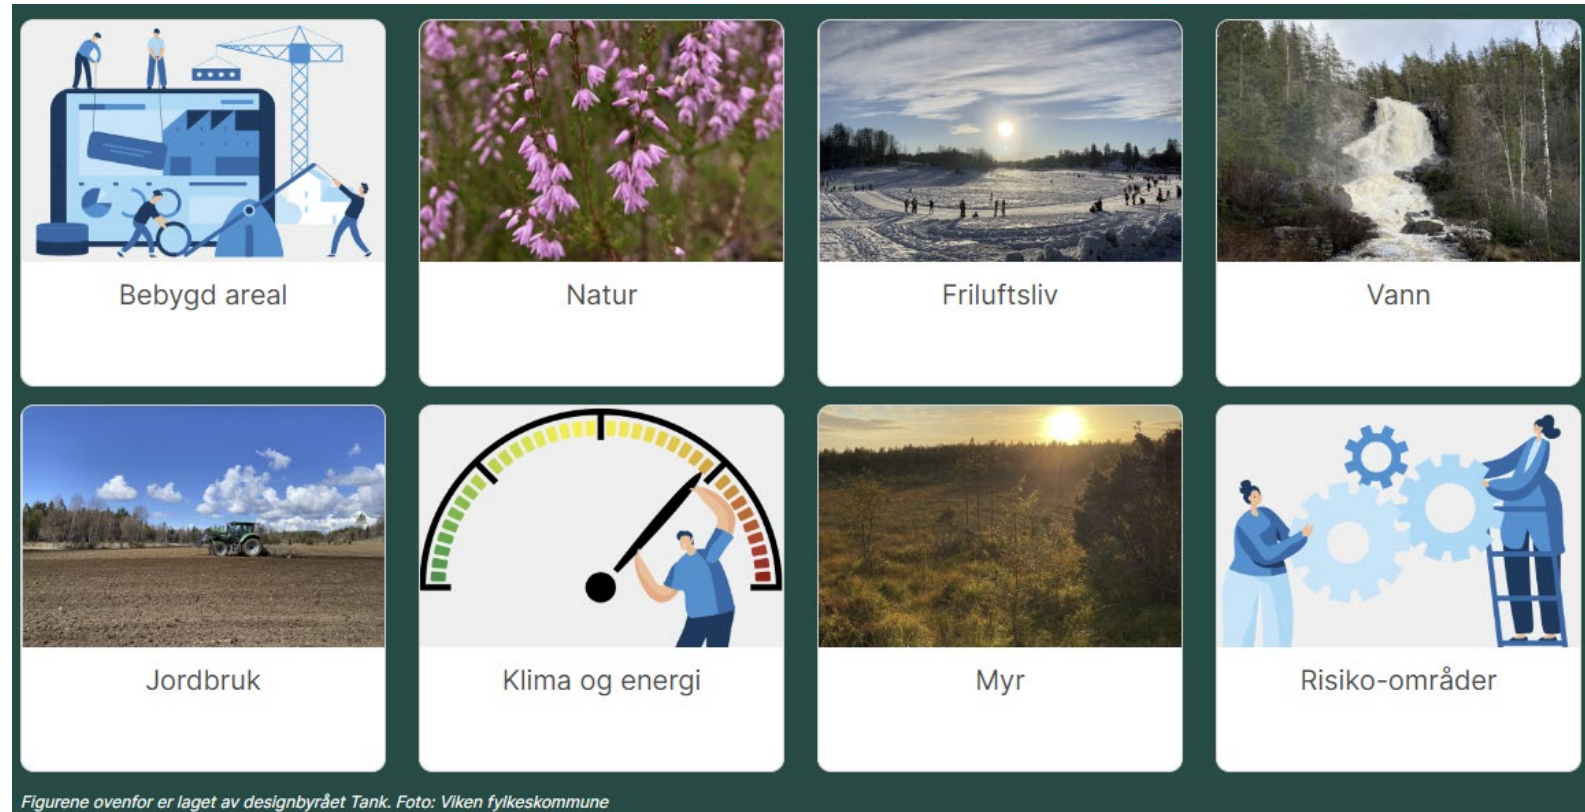 Bebygd areal
Natur
Friluftsliv
Vann
Jordbruk
Klima og energi
Myr
Risiko-områder
Figurene ovenfor er laget av designbyrået Tank. Foto: Viken fylkeskommune